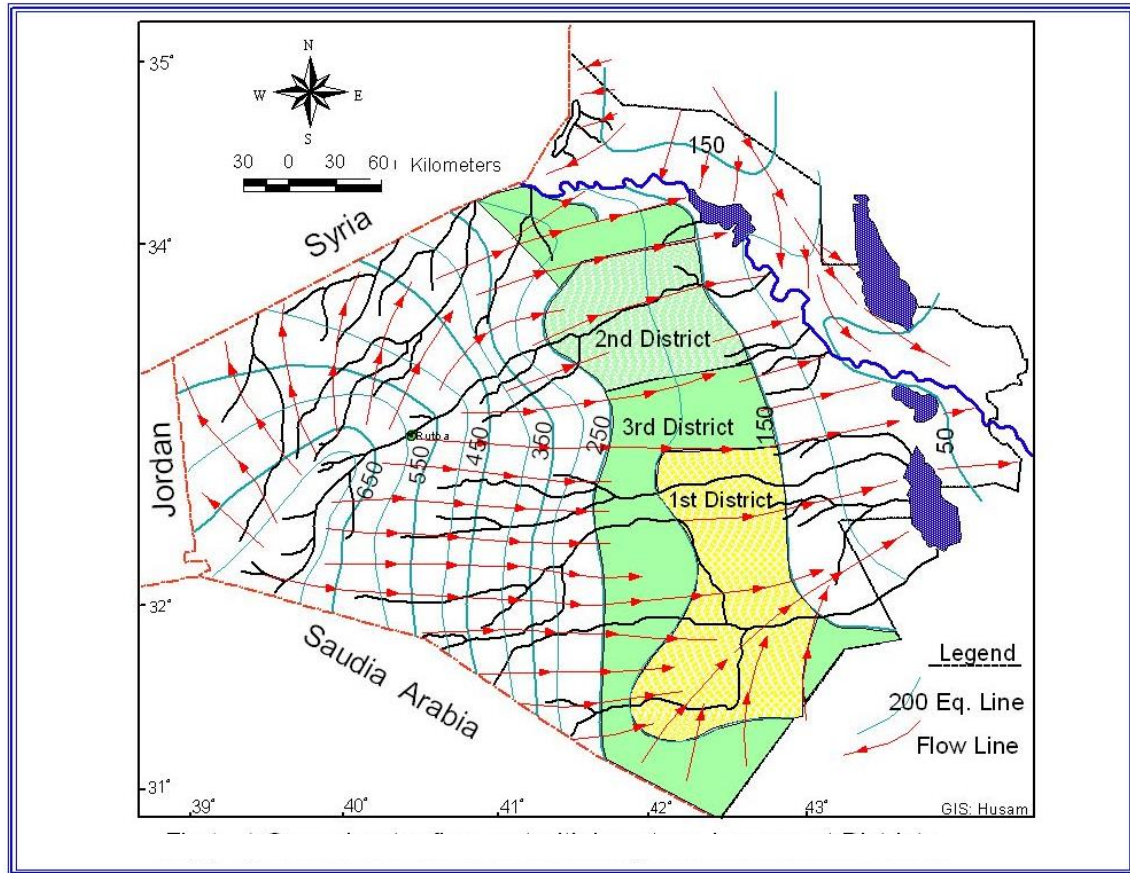 35°
N
W E
S
30 0 30 60 Kilometers
150
Syria
34°
2nd District
3rd District
Rutba
250
350
450
550
650
150
50
1st District
Jordan
32°
Saudia Arabia
Legend
200 Eq. Line
Flow Line
31°
39° 40° 41° 42° 43°
GIS: Husam